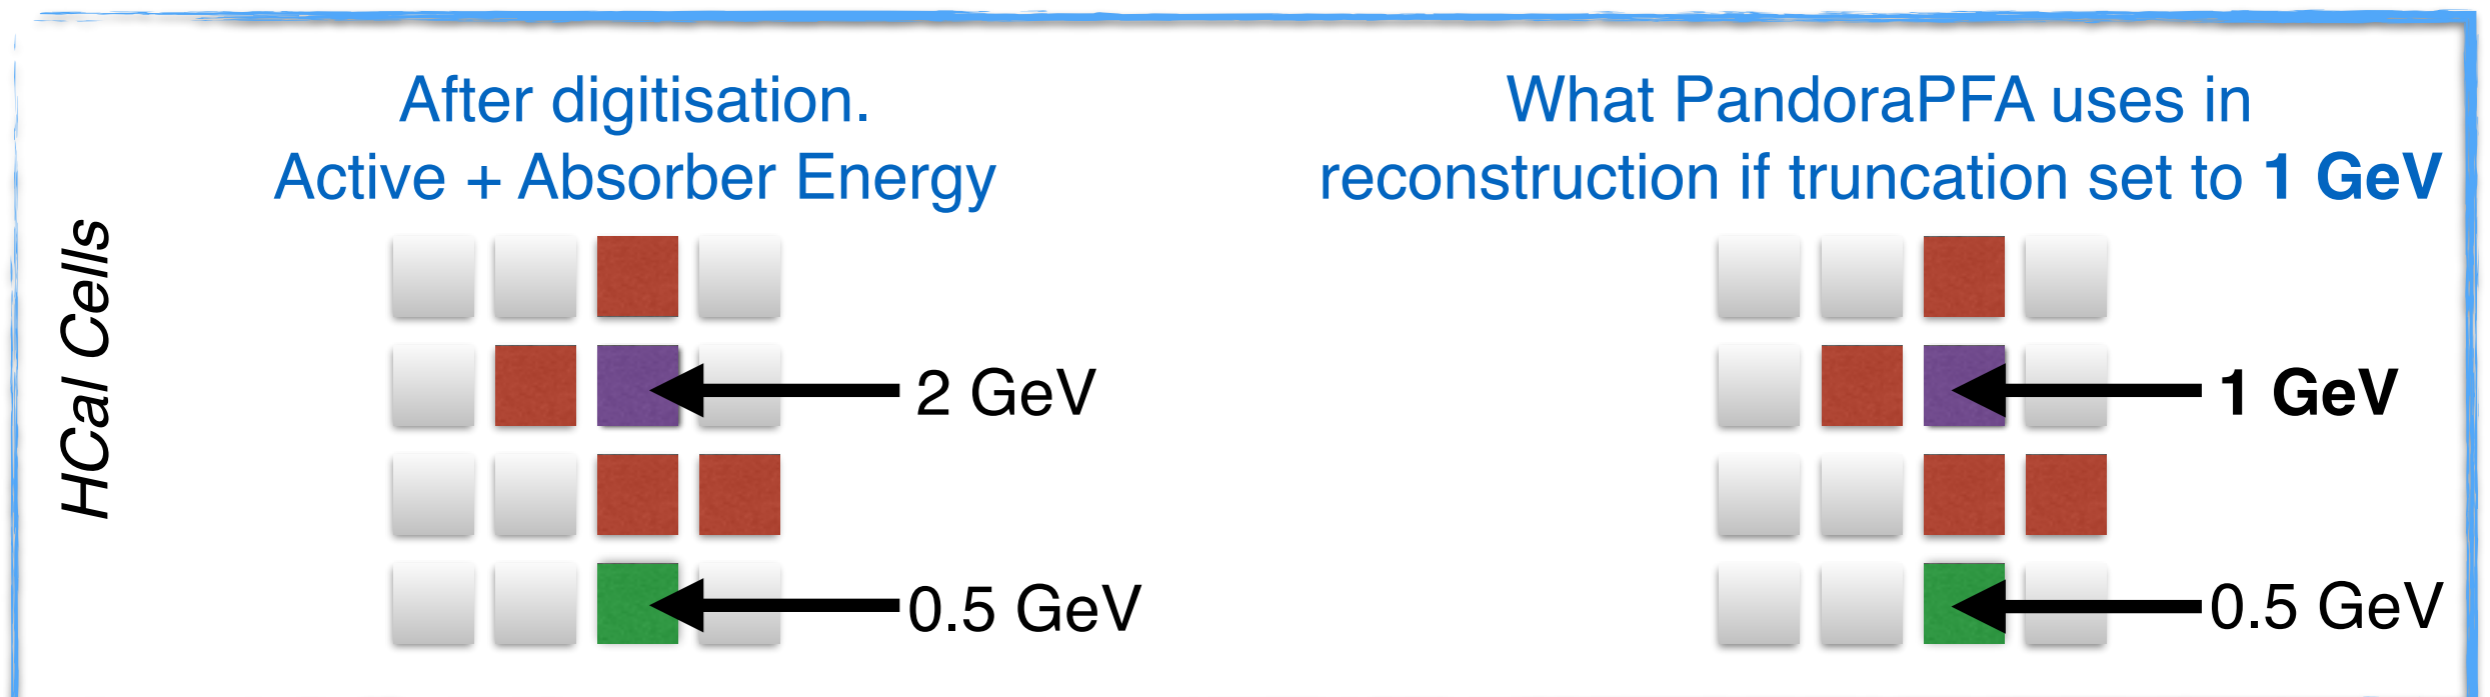 After digitisation.
Active + Absorber Energy
What PandoraPFA uses in
reconstruction if truncation set to 1 GeV
HCal Cells
2 GeV
0.5 GeV
1 GeV
0.5 GeV